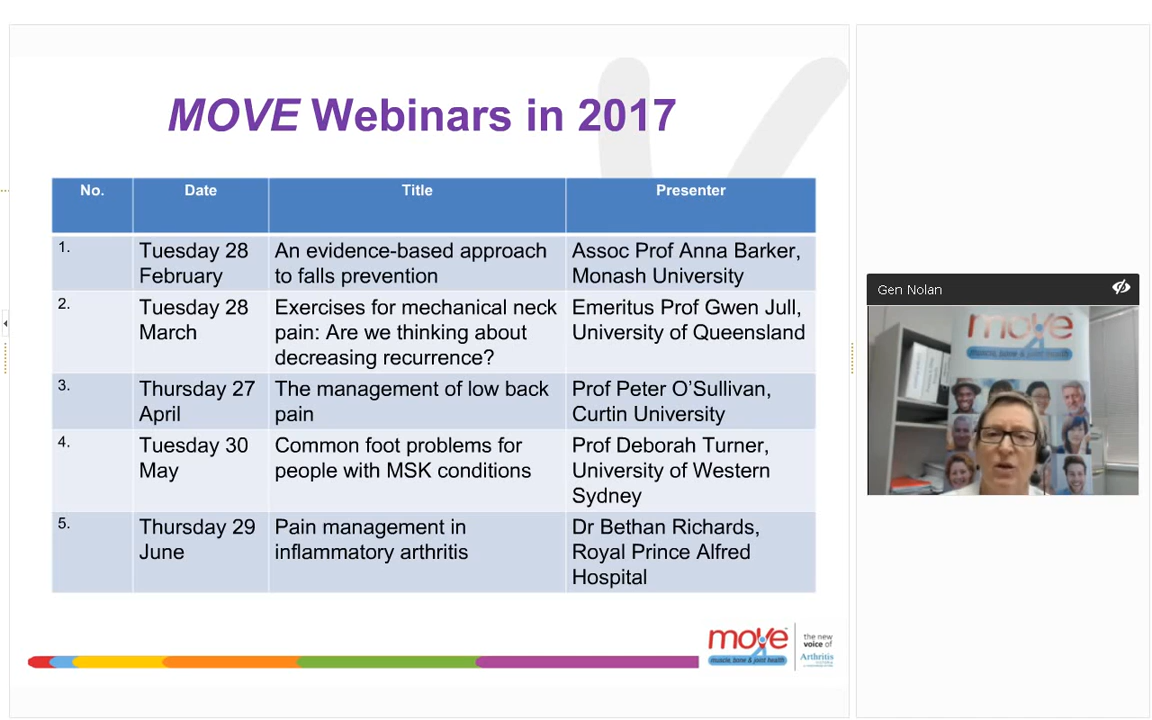 MOVE Webinars in 2017
No. Date Title Presenter
1. Tuesday 28 An evidence-based approach Assoc Prof Anna Barker,
February to falls prevention Monash University
2. Tuesday 28 Exercises for mechanical neck Emeritus Prof Gwen Jull,
March pain: Are we thinking about University of Queensland
decreasing recurrence?
3. Thursday 27 The management of low back Prof Peter O'Sullivan,
April pain Curtin University
4. Tuesday 30 Common foot problems for Prof Deborah Turner,
May people with MSK conditions University of Western
Sydney
5. Thursday 29 Pain management in Dr Bethan Richards,
June inflammatory arthritis Royal Prince Alfred
Hospital
move
muscle, bone & joint health
the new
voice of
Arthritis
Gen Nolan
move
muscle, bone & joint health